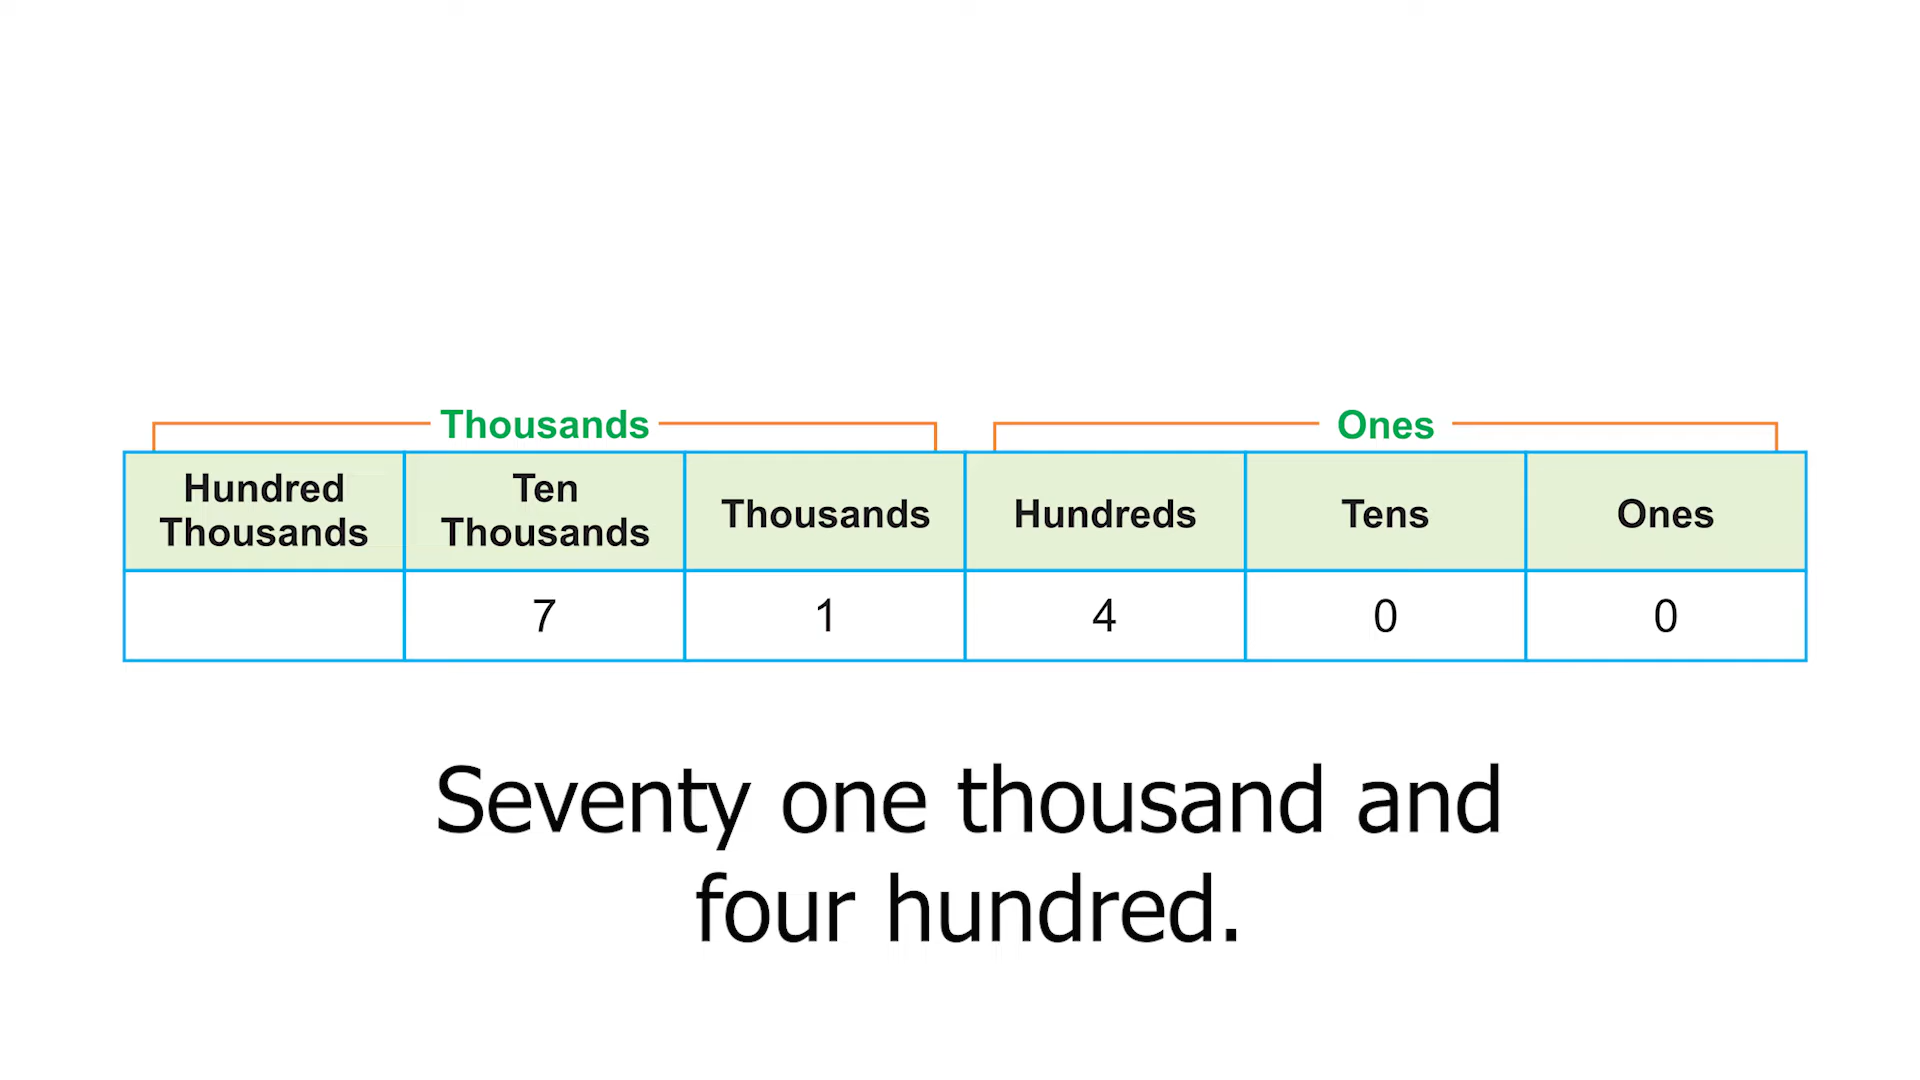 Thousands Ones
Hundred Thousands Ten Thousands Thousands Hundreds Tens Ones
7 1 4 0 0
Seventy one thousand and
four hundred.